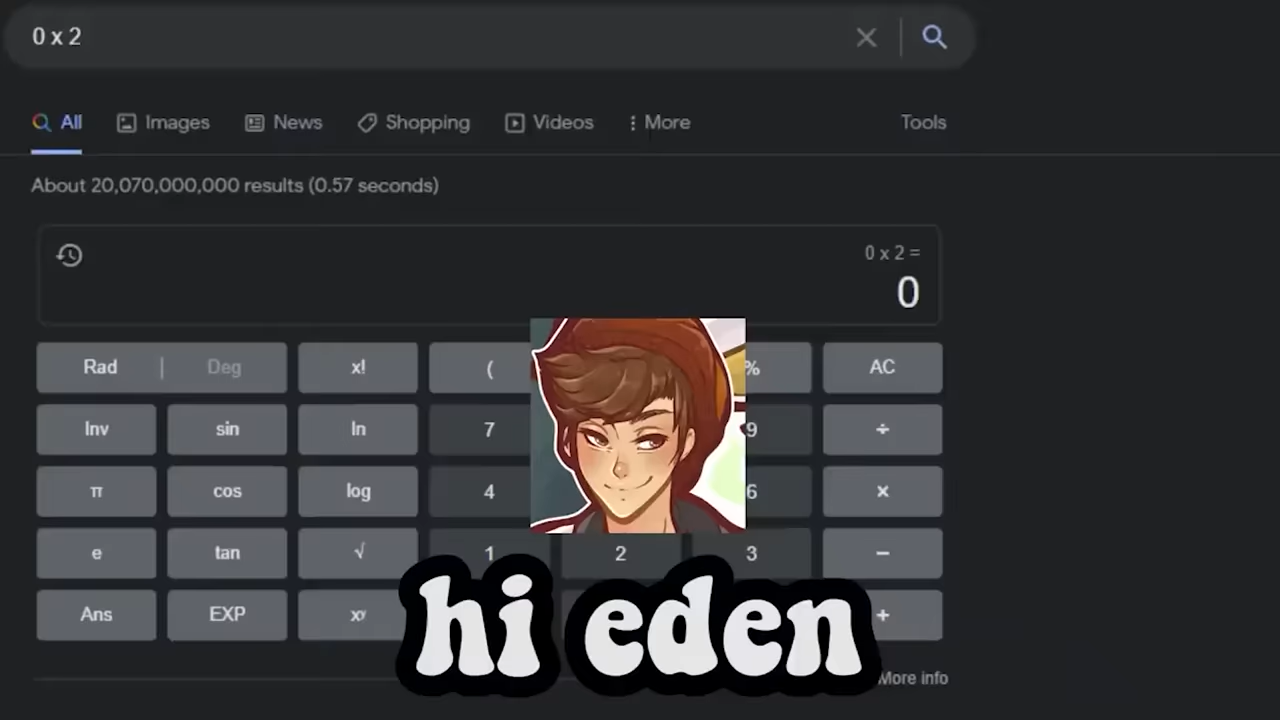 0 x 2
All Images News Shopping Videos More Tools
About 20,070,000,000 results (0.57 seconds)
0 x 2 =
0
Rad | Deg x! ( % AC
Inv sin ln 7 9 ÷
π cos log 4 6 ×
e tan √ 1 2 3 −
Ans EXP xʸ +
hi eden
More info